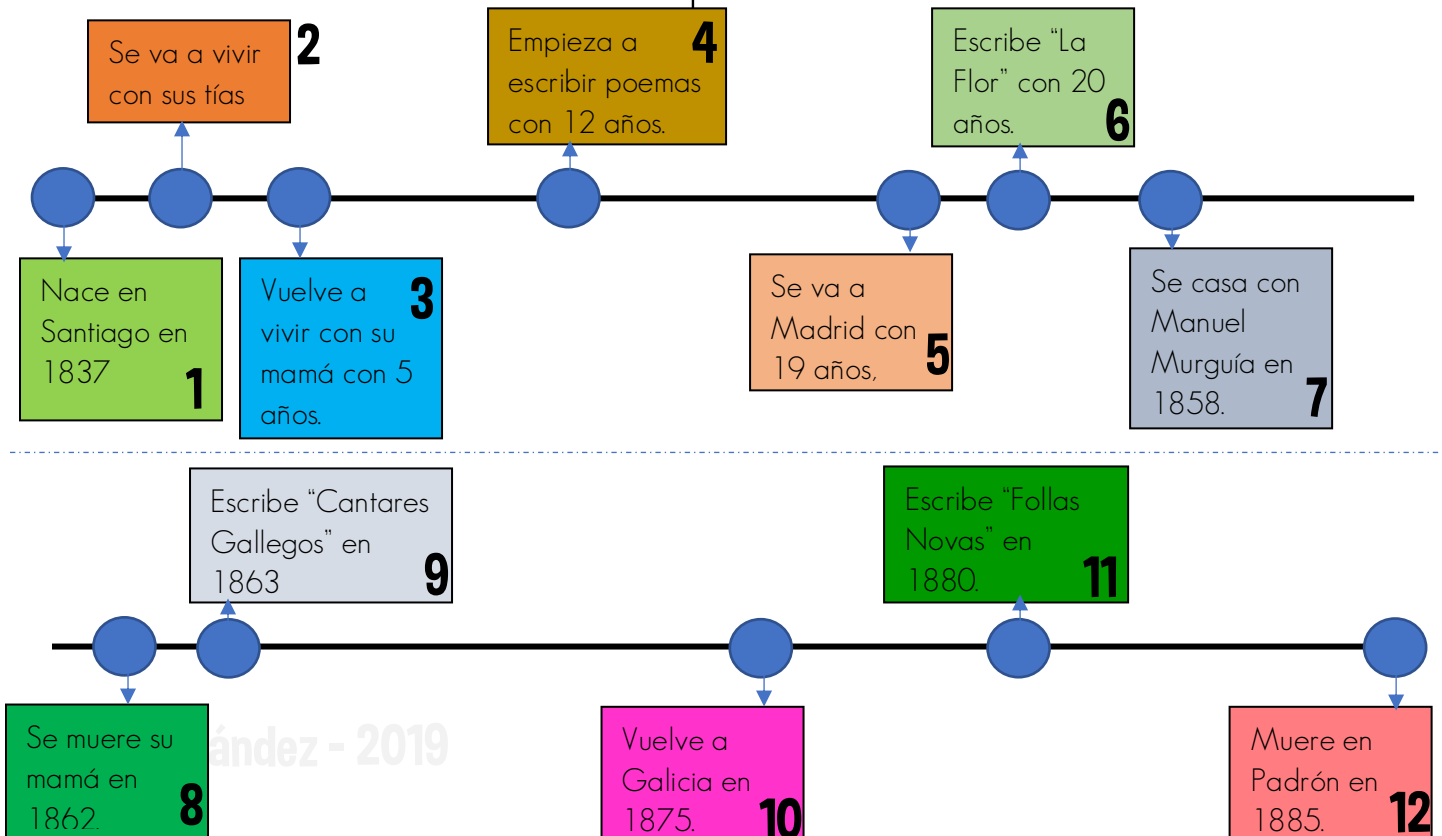 Se va a vivir
con sus tías
2
Empieza a
escribir poemas
con 12 años.
4
Escribe “La
Flor” con 20
años.
6
Nace en
Santiago en
1837
1
Vuelve a
vivir con su
mamá con 5
años.
3
Se va a
Madrid con
19 años,
5
Se casa con
Manuel
Murguía en
1858.
7
Escribe “Cantares
Gallegos” en
1863
9
Escribe “Follas
Novas” en
1880.
11
Se muere su
mamá en
1862.
8
ández - 2019
Vuelve a
Galicia en
1875.
10
Muere en
Padrón en
1885.
12